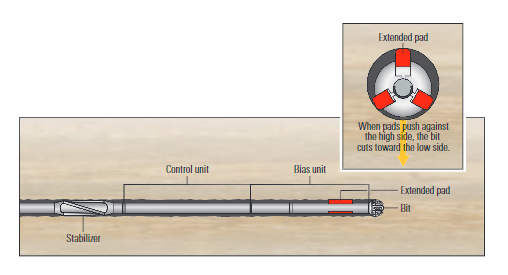 Extended pad
When pads push against
the high side, the bit
cuts toward the low side.
Control unit
Bias unit
Extended pad
Bit
Stabilizer